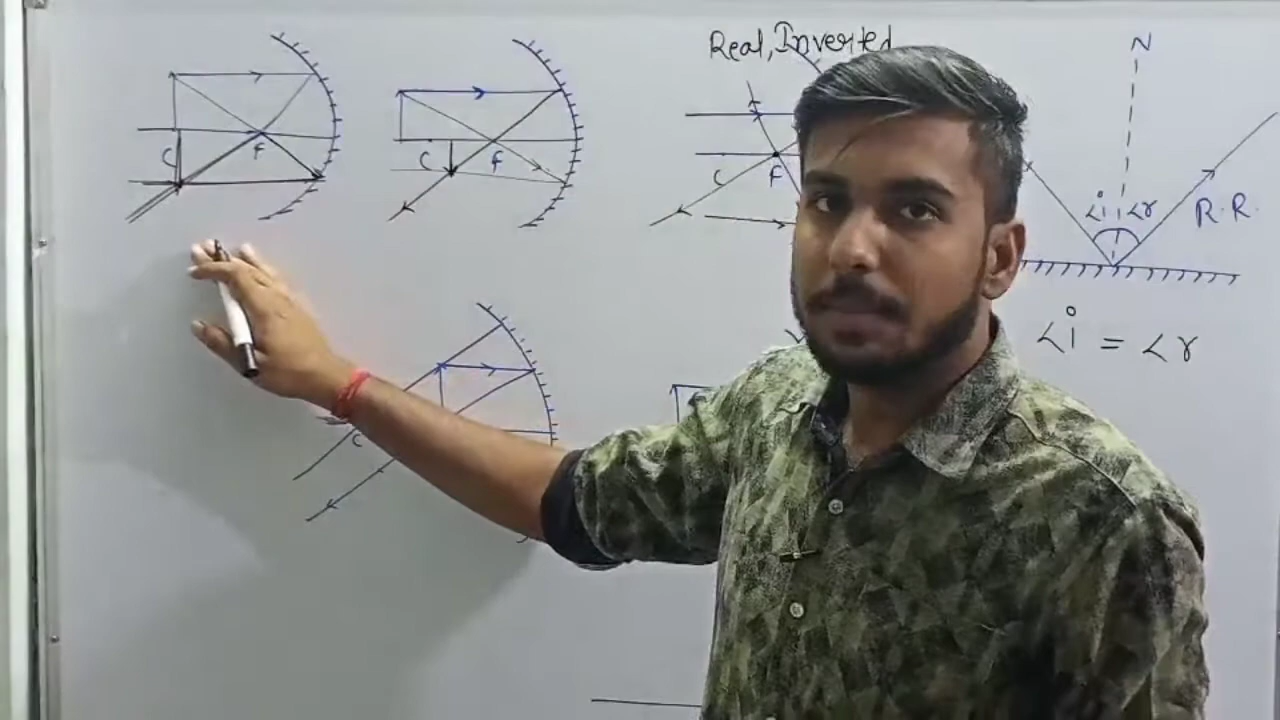 Real, Inverted
N
C
F
C
F
C
F
∠i ∠r
R.R.
∠i = ∠r
C